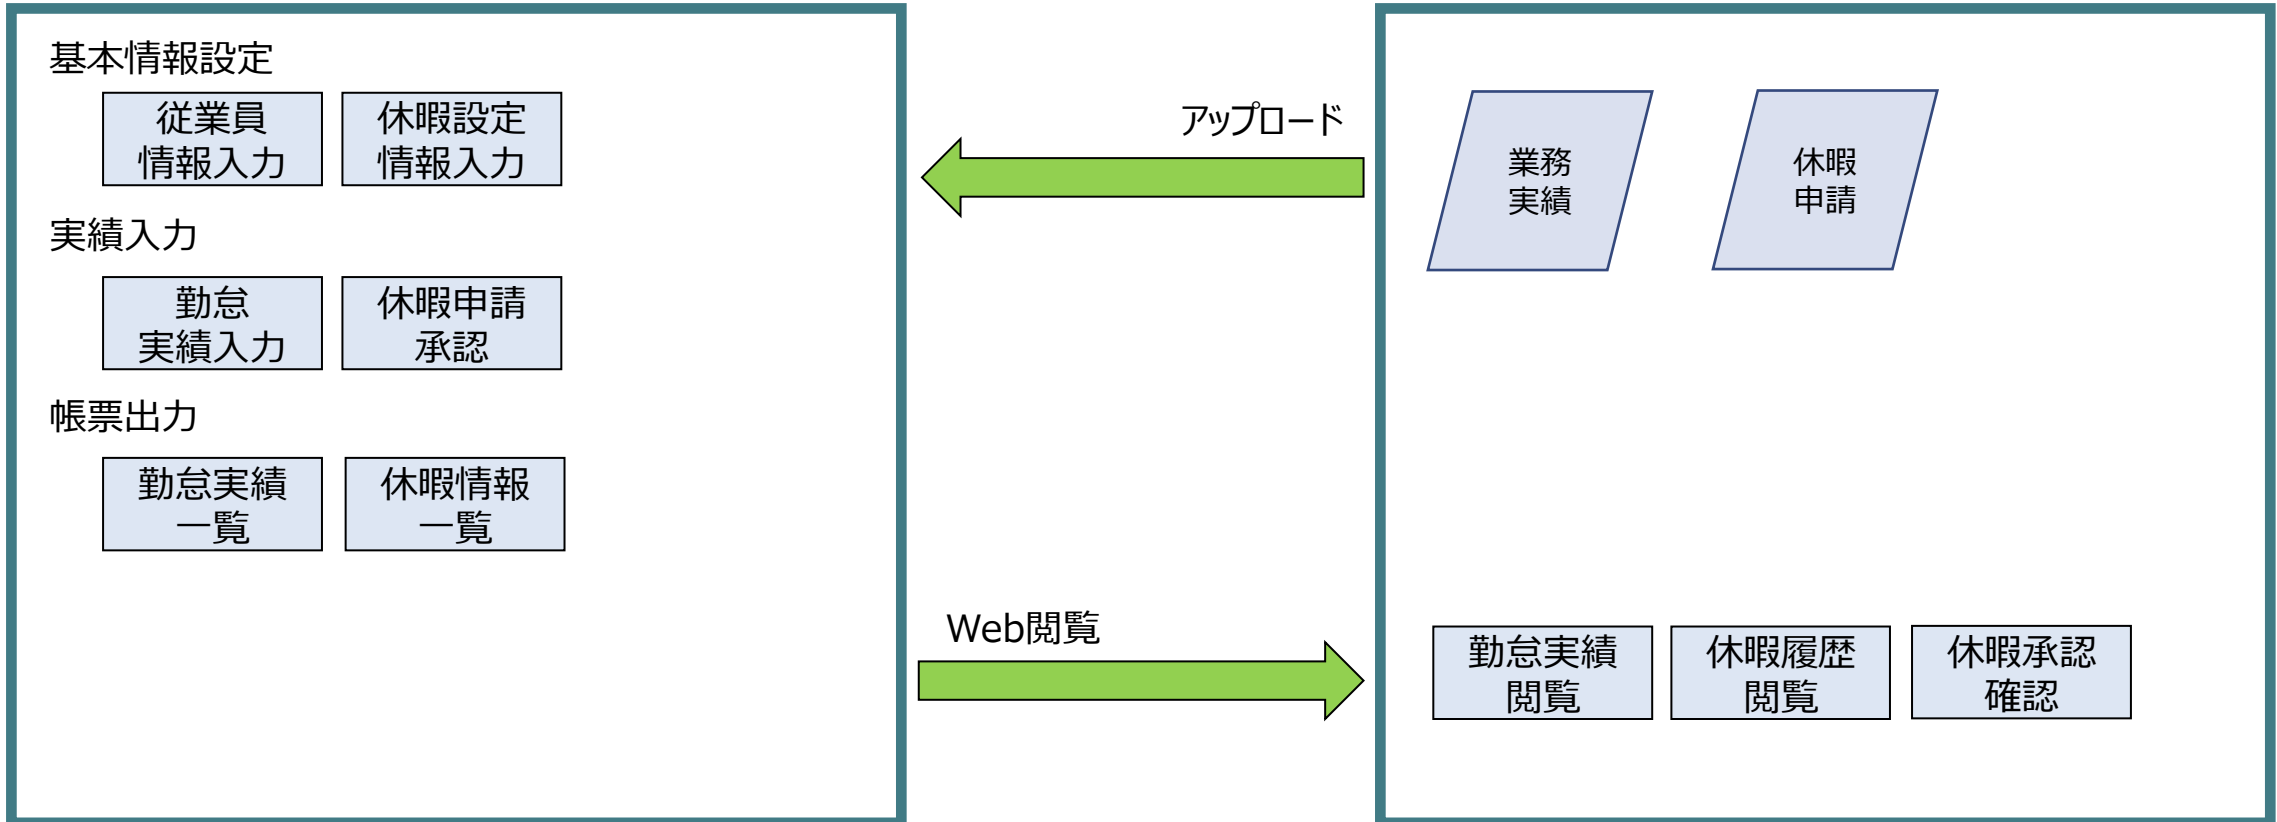 基本情報設定
従業員
情報入力
休暇設定
情報入力
実績入力
勤怠
実績入力
休暇申請
承認
帳票出力
勤怠実績
一覧
休暇情報
一覧
アップロード
Web閲覧
業務
実績
休暇
申請
勤怠実績
閲覧
休暇履歴
閲覧
休暇承認
確認